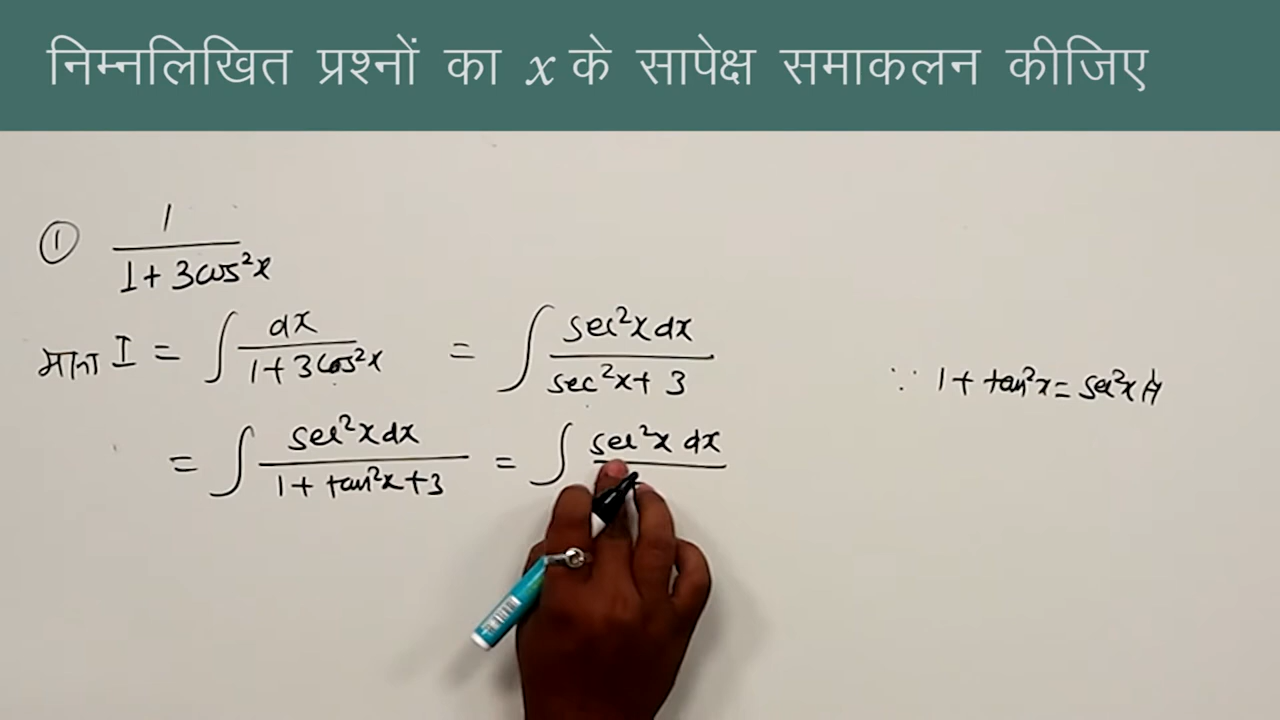 निम्नलिखित प्रश्नों का x के सापेक्ष समाकलन कीजिए
① 1/(1+3cos²x)
माना I = ∫ dx/(1+3cos²x) = ∫ sec²x dx/(sec²x+3)
∵ 1+tan²x = sec²x
= ∫ sec²x dx/(1+tan²x+3) = ∫ sec²x dx